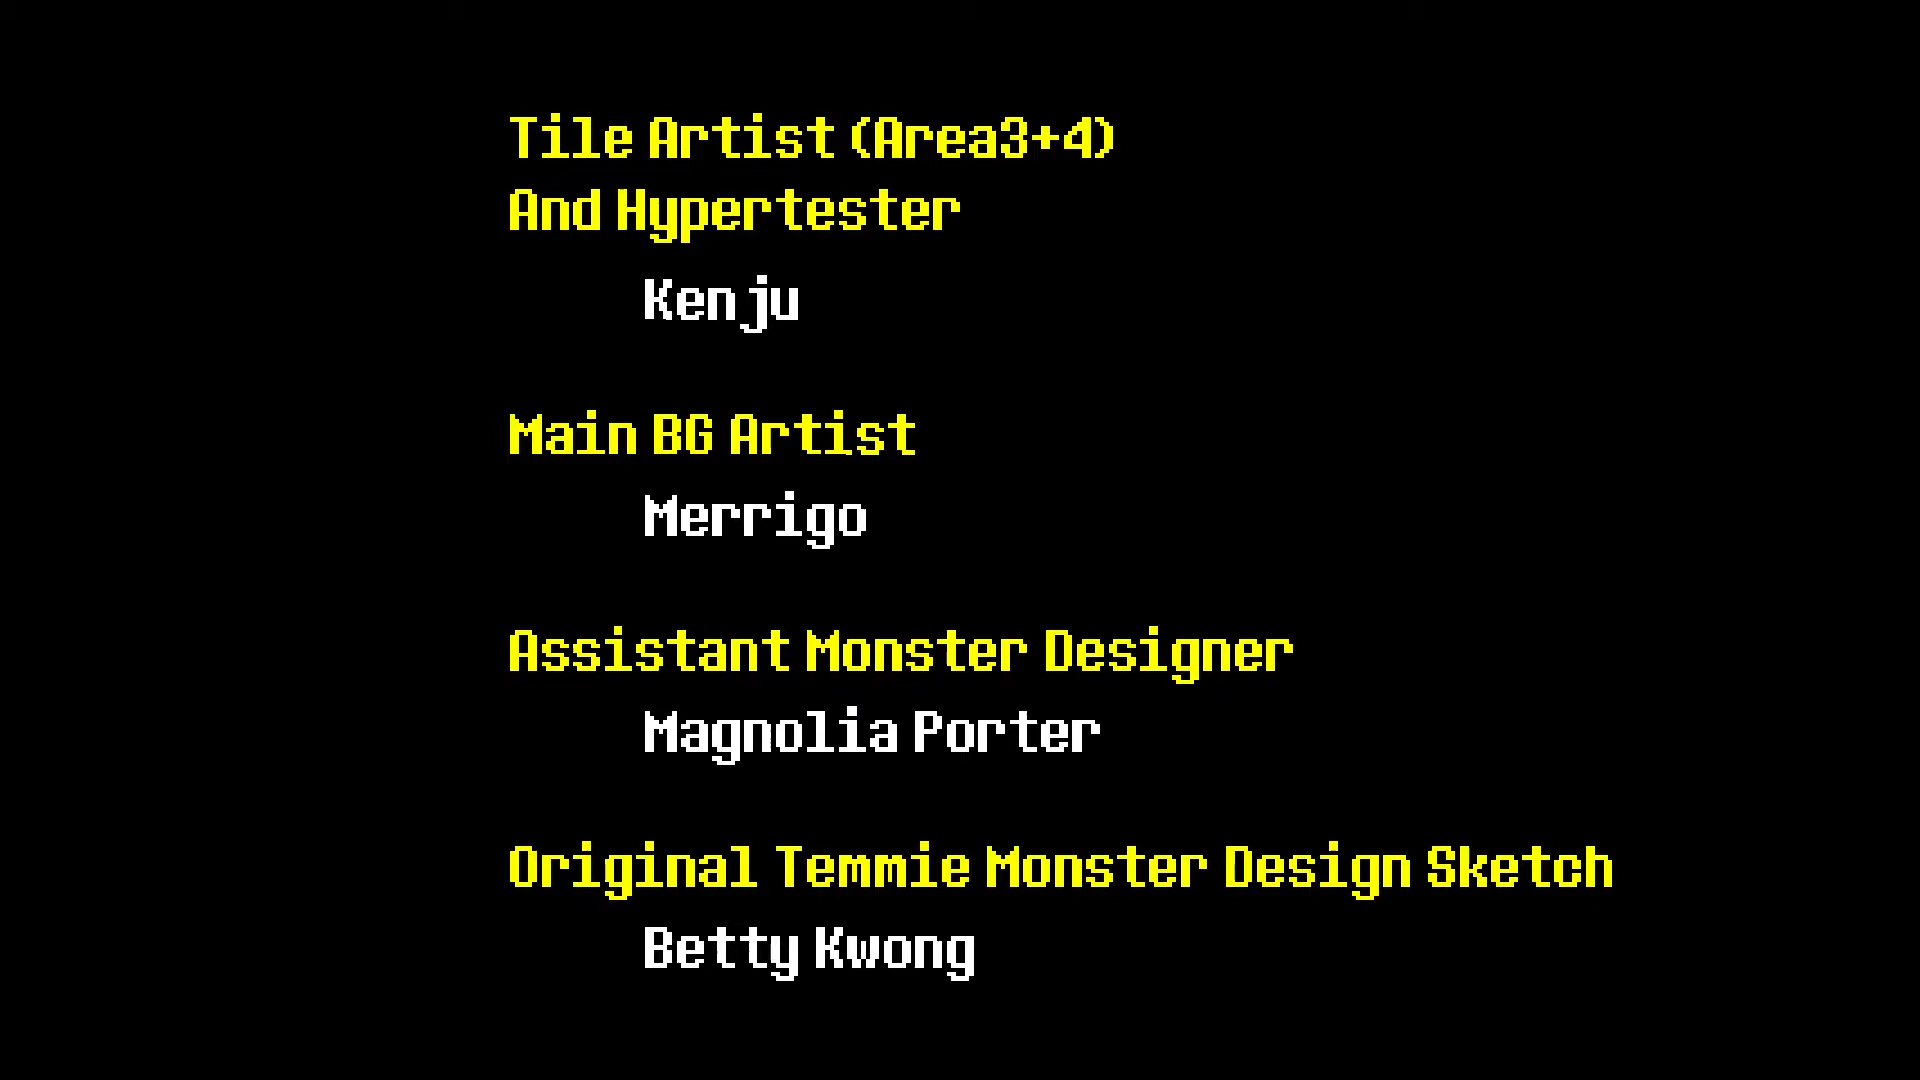 Tile Artist (Area3+4)
And Hypertester
Kenju
Main BG Artist
Merrigo
Assistant Monster Designer
Magnolia Porter
Original Temmie Monster Design Sketch
Betty Kwong